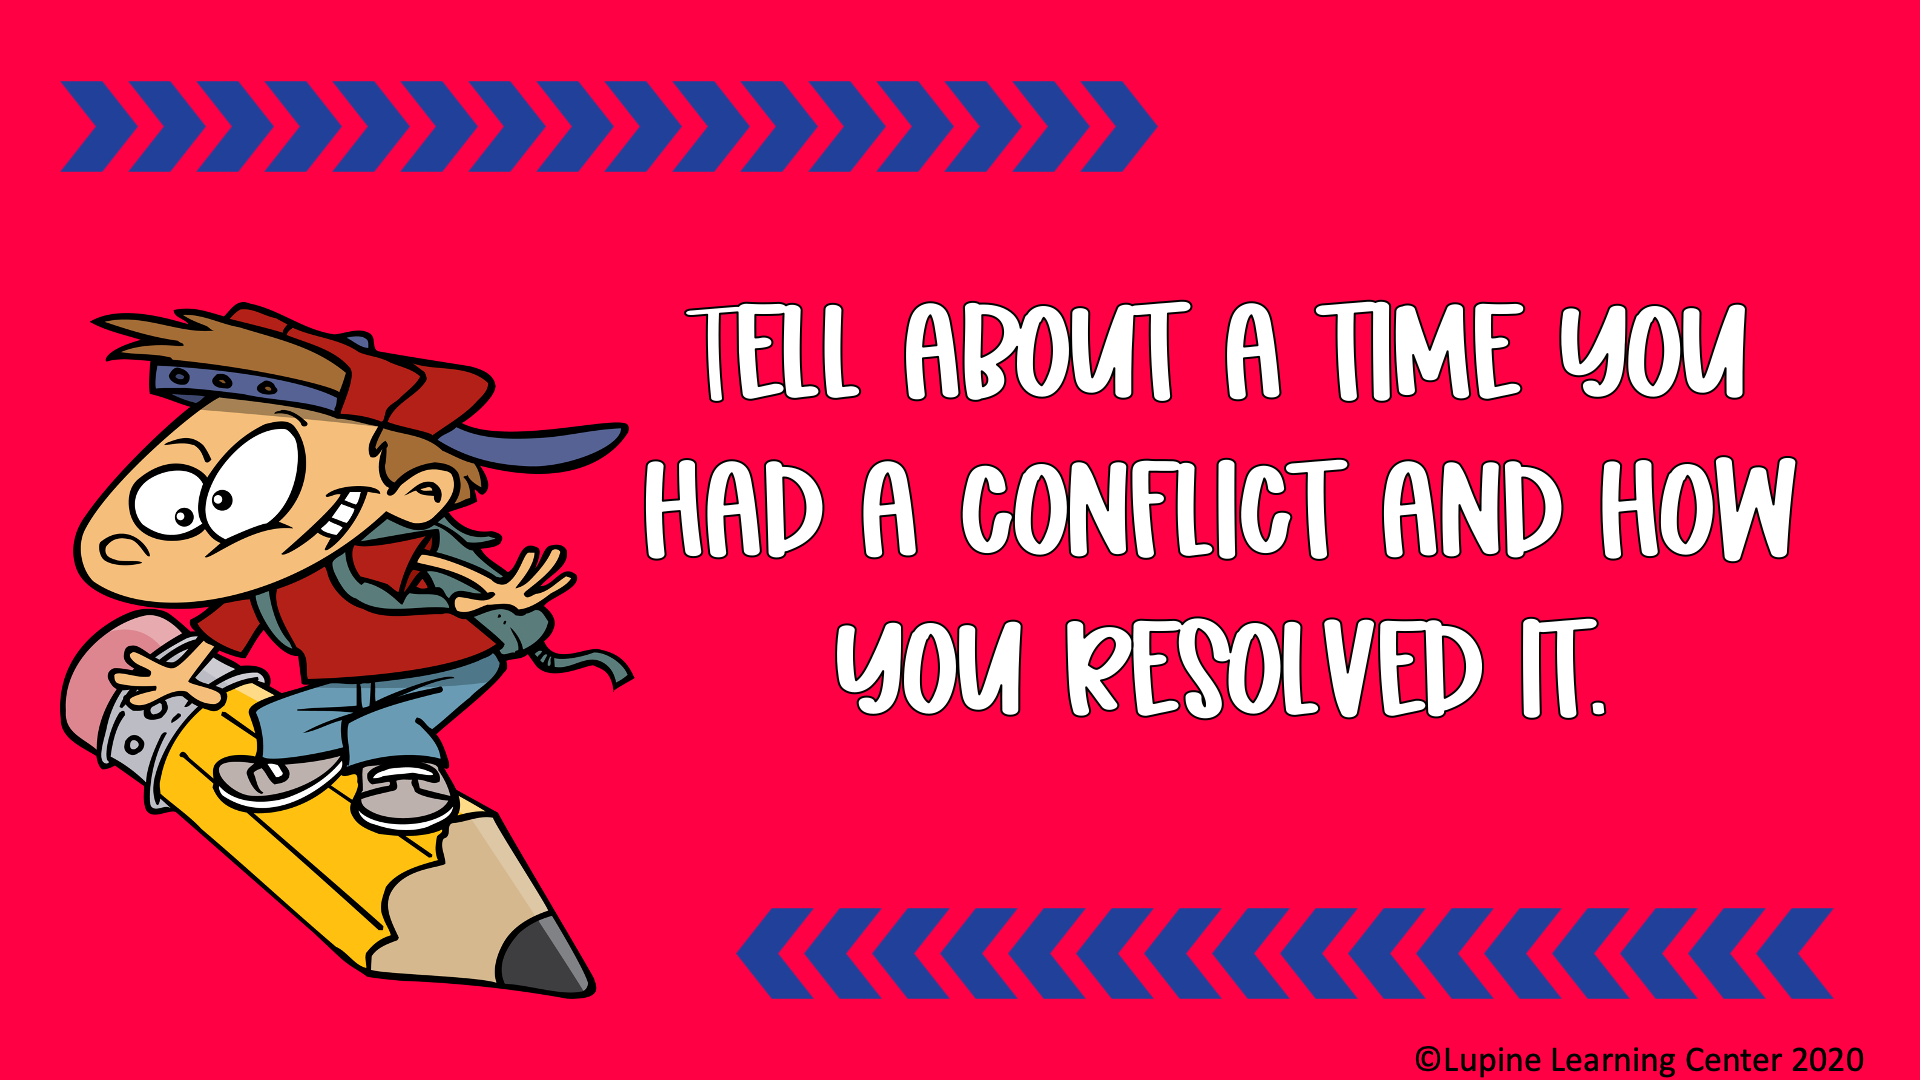 TELL ABOUT A TIME YOU
HAD A CONFLICT AND HOW
YOU RESOLVED IT.
©Lupine Learning Center 2020